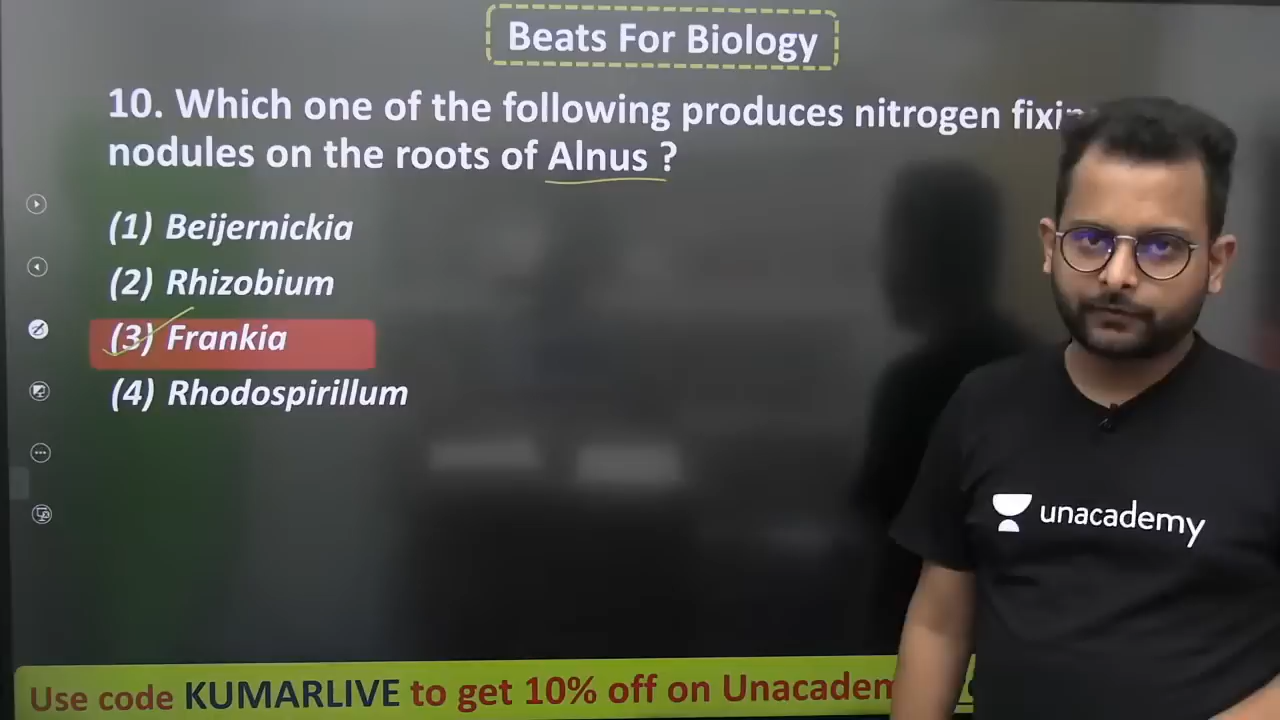 Beats For Biology
10. Which one of the following produces nitrogen
nodules on the roots of Alnus ?
(1) Beijernickia
(2) Rhizobium
(3) Frankia
(4) Rhodospirillum
unacademy
Use code KUMARLIVE to get 10% off on